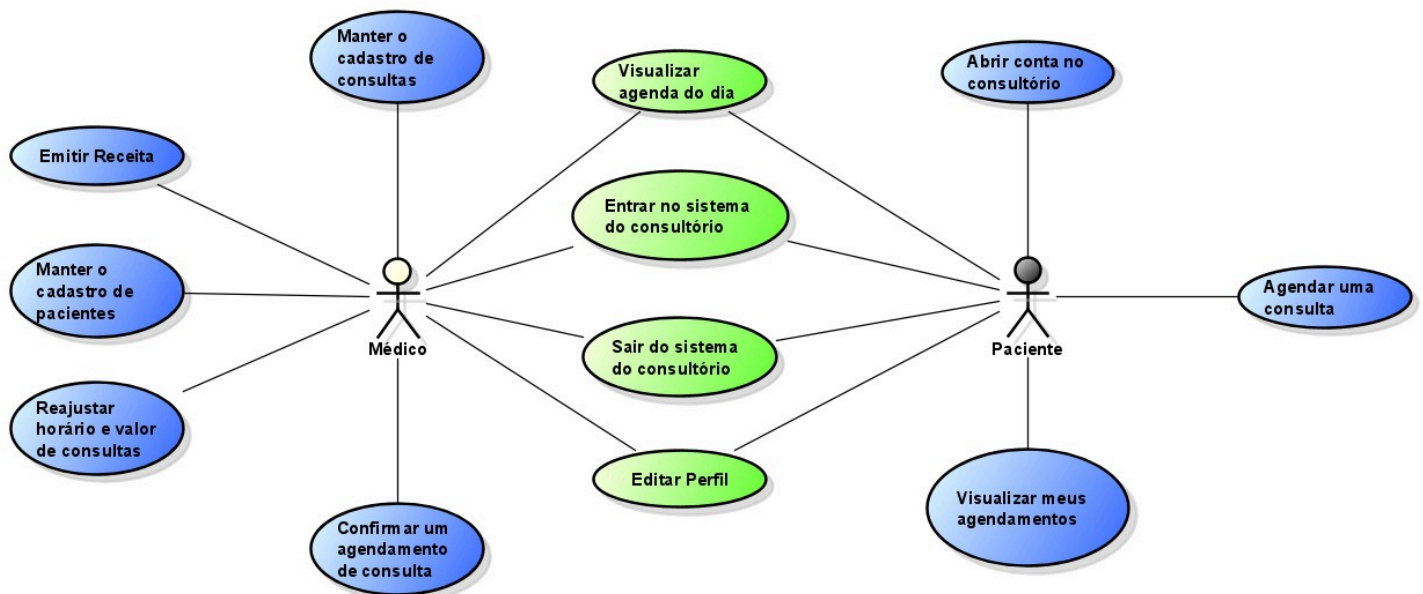 Manter o
cadastro de
consultas
Visualizar
agenda do dia
Abrir conta no
consultório
Emitir Receita
Entrar no sistema
do consultório
Manter o
cadastro de
pacientes
Agendar uma
consulta
Médico
Paciente
Sair do sistema
do consultório
Reajustar
horário e valor
de consultas
Editar Perfil
Visualizar meus
agendamentos
Confirmar um
agendamento
de consulta